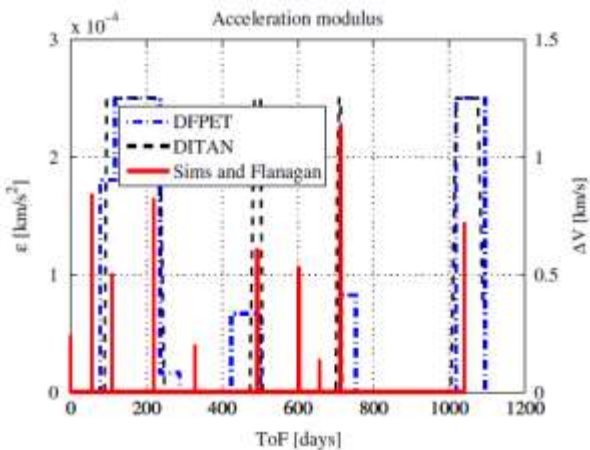 x 10⁻⁴
Acceleration modulus
3
2
1
0
ε [km/s²]
1.5
1
0.5
0
ΔV [km/s]
DFPET
DITAN
Sims and Flanagan
0 200 400 600 800 1000 1200
ToF [days]